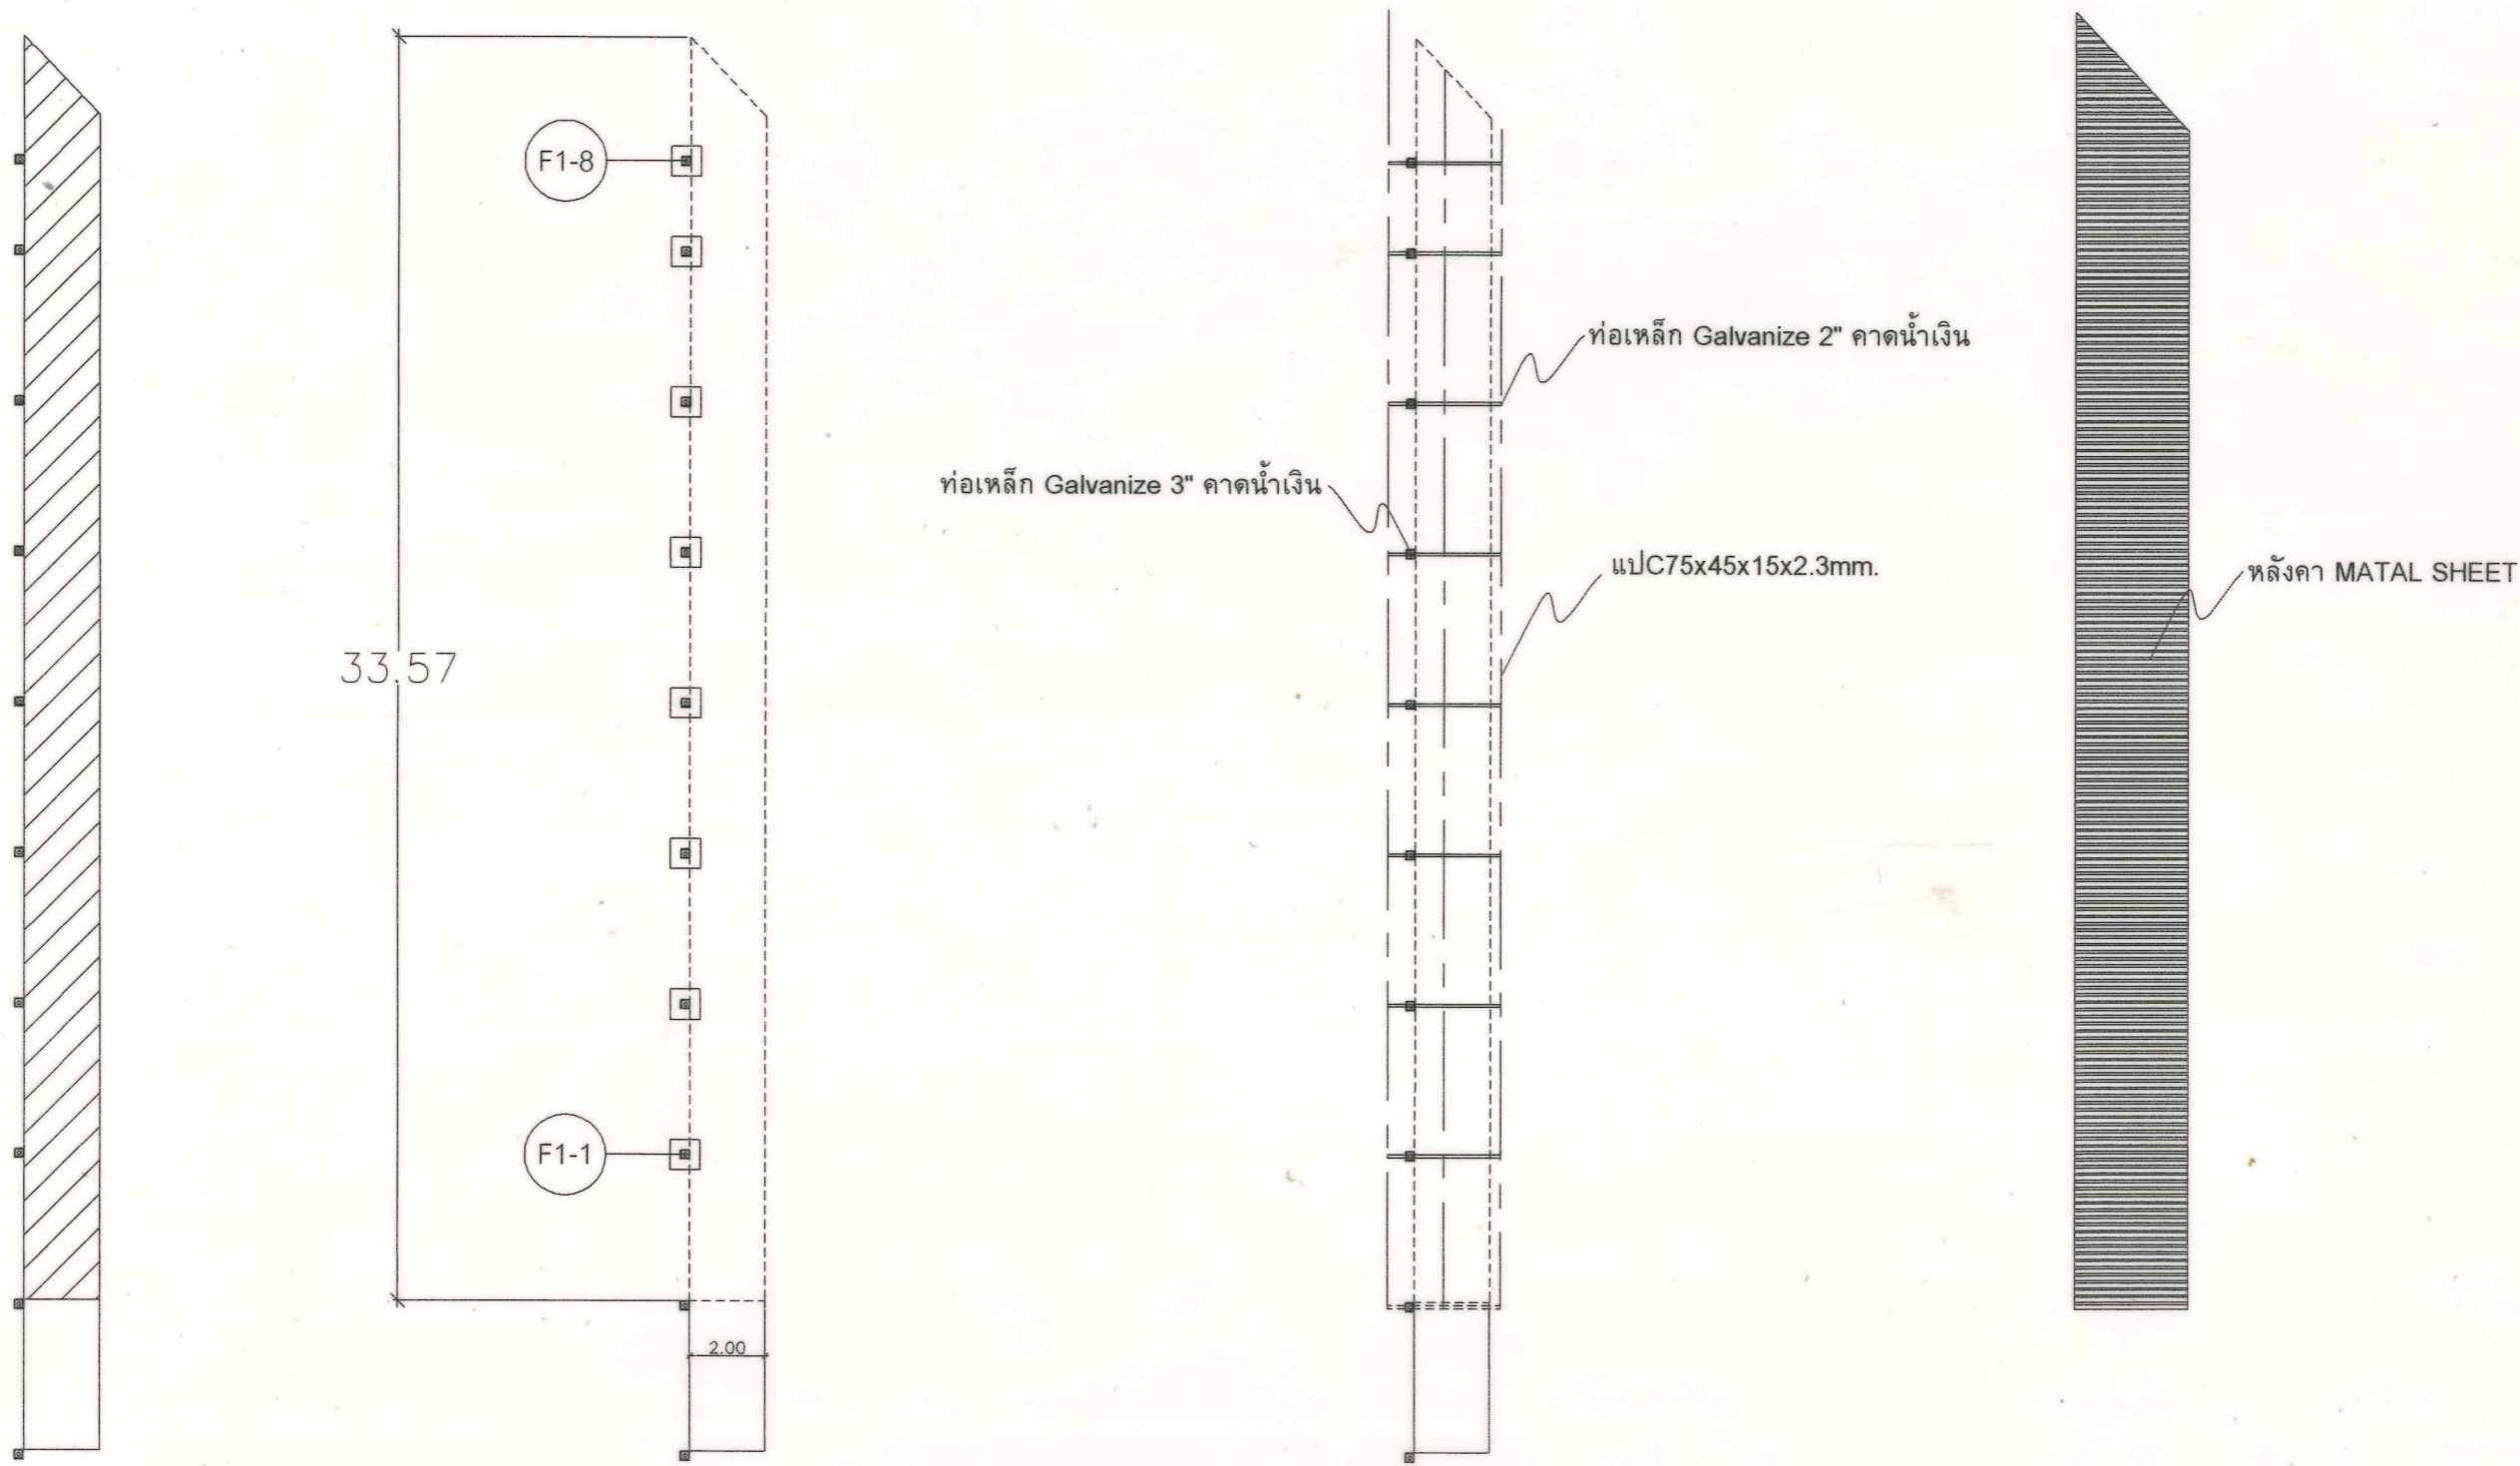 F1-8
ท่อเหล็ก Galvanize 2" คาดน้ำเงิน
ท่อเหล็ก Galvanize 3" คาดน้ำเงิน
แปC75x45x15x2.3mm.
หลังคา MATAL SHEET
33.57
F1-1
2.00